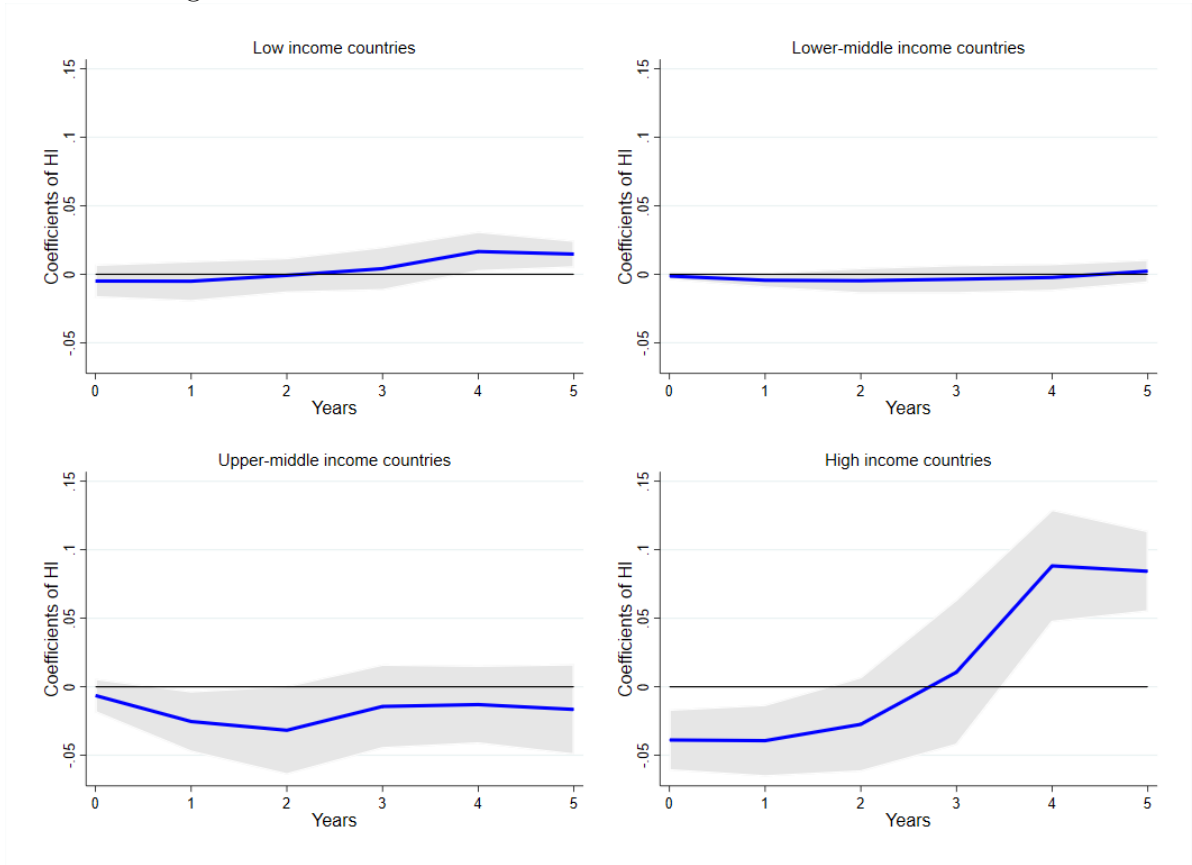 Low income countries
Coefficients of HI
.15
.1
.05
0
-.05
0 1 2 3 4 5
Years
Lower-middle income countries
Coefficients of HI
.15
.1
.05
0
-.05
0 1 2 3 4 5
Years
Upper-middle income countries
Coefficients of HI
.15
.1
.05
0
-.05
0 1 2 3 4 5
Years
High income countries
Coefficients of HI
.15
.1
.05
0
-.05
0 1 2 3 4 5
Years